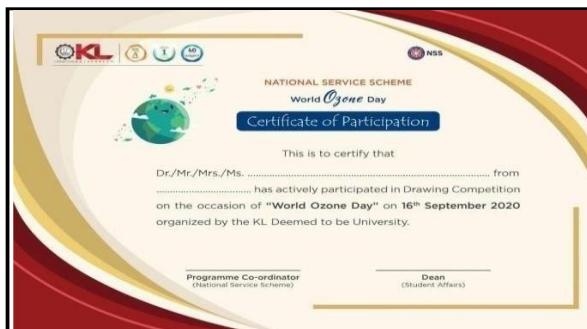 KL
NSS
NATIONAL SERVICE SCHEME
World Ozone Day
Certificate of Participation
This is to certify that
Dr./Mr./Mrs./Ms. ........................................................................ from
............................ has actively participated in Drawing Competition
on the occasion of "World Ozone Day" on 16th September 2020
organized by the KL Deemed to be University.
Programme Co-ordinator
(National Service Scheme)
Dean
(Student Affairs)